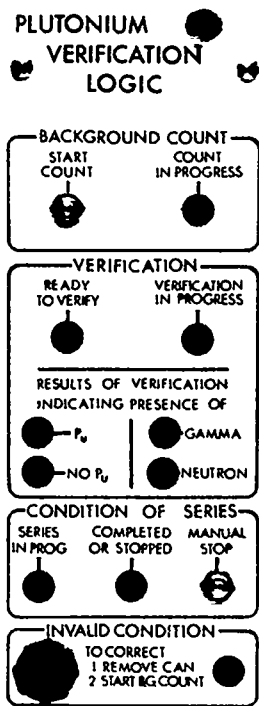 PLUTONIUM
VERIFICATION
LOGIC
BACKGROUND COUNT
START COUNT
COUNT IN PROGRESS
VERIFICATION
READY TO VERIFY
VERIFICATION IN PROGRESS
RESULTS OF VERIFICATION
INDICATING PRESENCE OF
Pu
GAMMA
NO Pu
NEUTRON
CONDITION OF SERIES
SERIES IN PROG
COMPLETED OR STOPPED
MANUAL STOP
INVALID CONDITION
TO CORRECT
1 REMOVE CAN
2 START BG COUNT